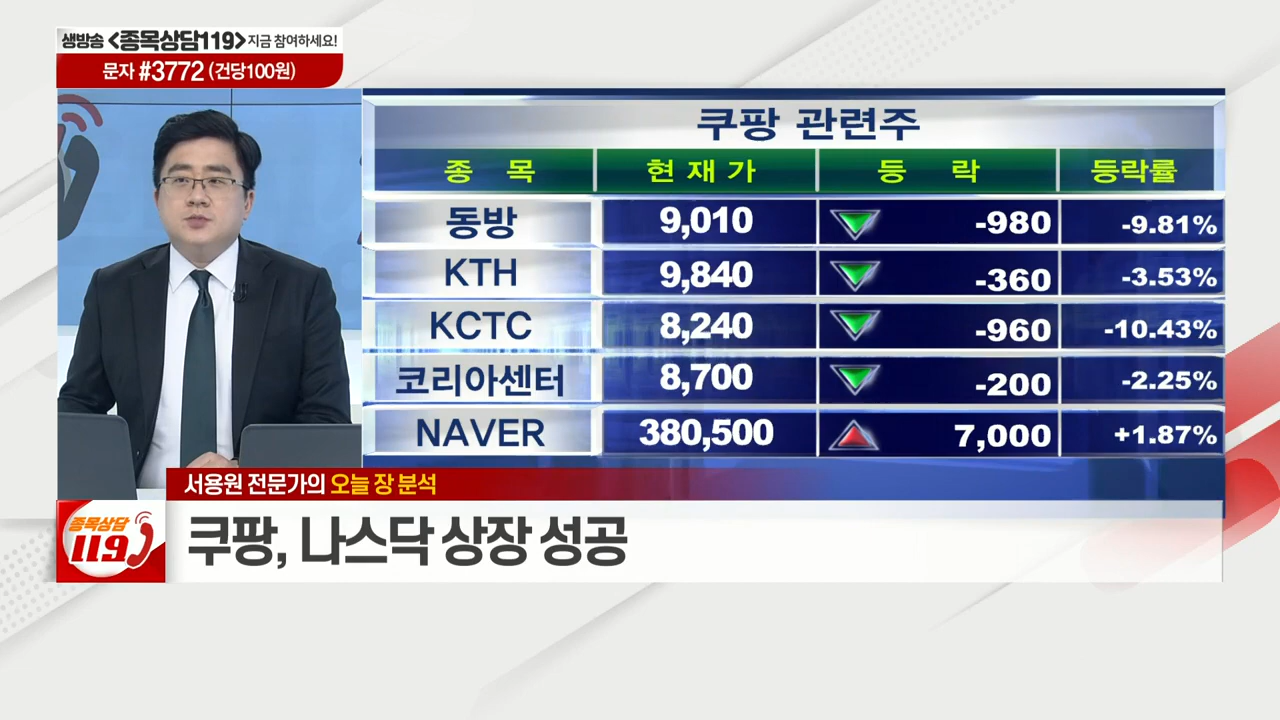 생방송 <종목상담119> 지금 참여하세요!
문자 #3772 (건당100원)
쿠팡 관련주
종 목 현 재 가 등 락 등락률
동방 9,010 -980 -9.81%
KTH 9,840 -360 -3.53%
KCTC 8,240 -960 -10.43%
코리아센터 8,700 -200 -2.25%
NAVER 380,500 7,000 +1.87%
서용원 전문가의 오늘 장 분석
종목상담
119
쿠팡, 나스닥 상장 성공